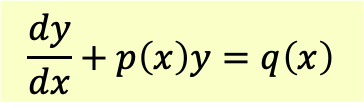 dy/dx + p(x)y = q(x)